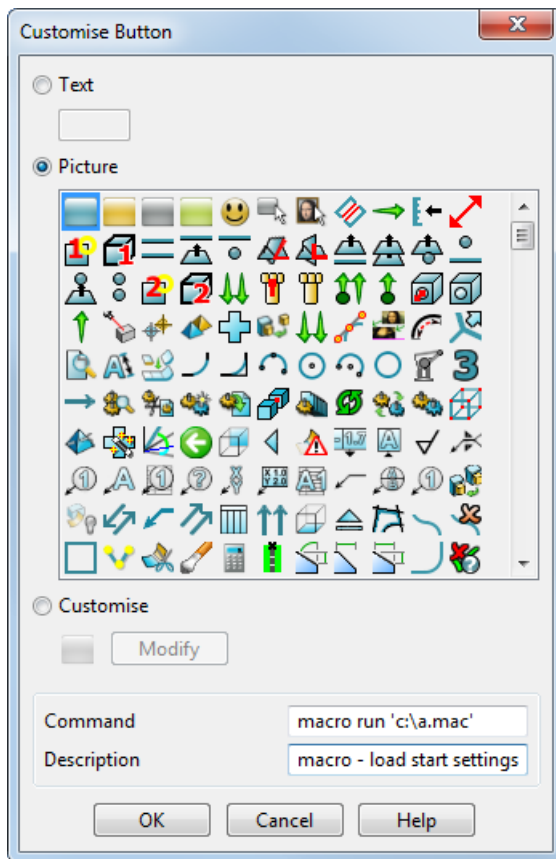 Customise Button
Text
Picture
Customise
Modify
Command
macro run 'c:\a.mac'
Description
macro - load start settings
OK
Cancel
Help